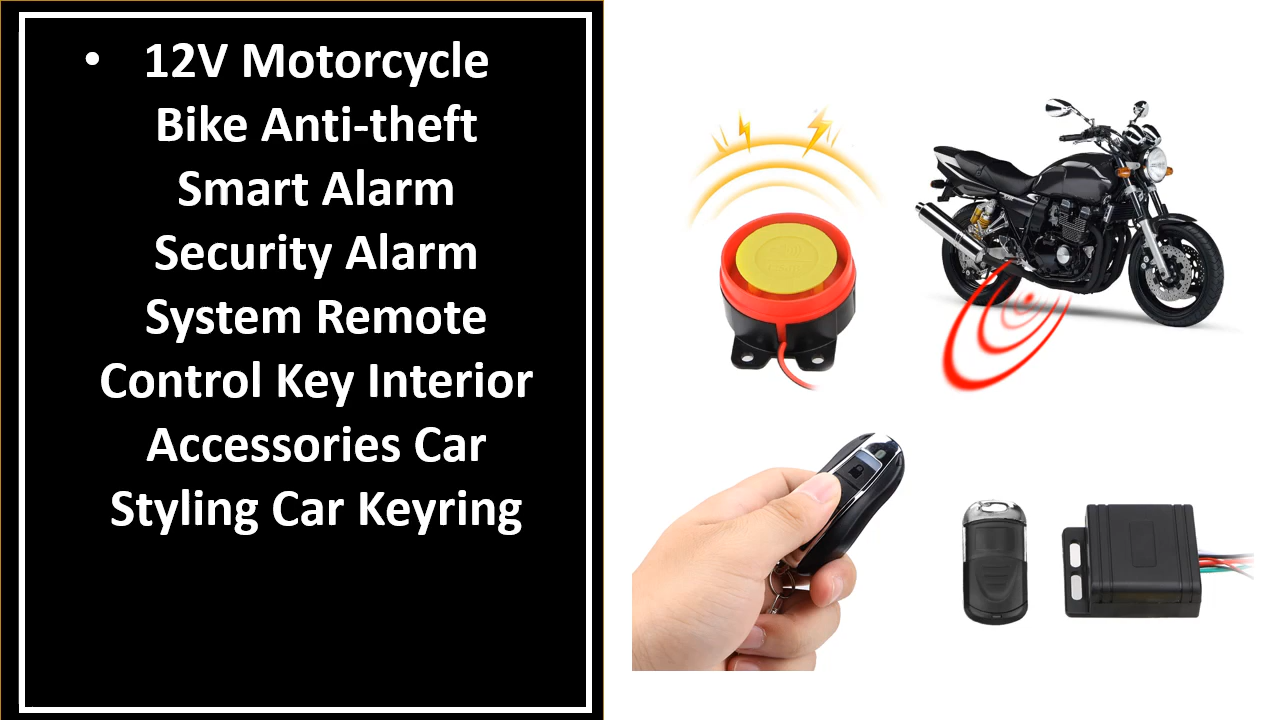 • 12V Motorcycle
Bike Anti-theft
Smart Alarm
Security Alarm
System Remote
Control Key Interior
Accessories Car
Styling Car Keyring